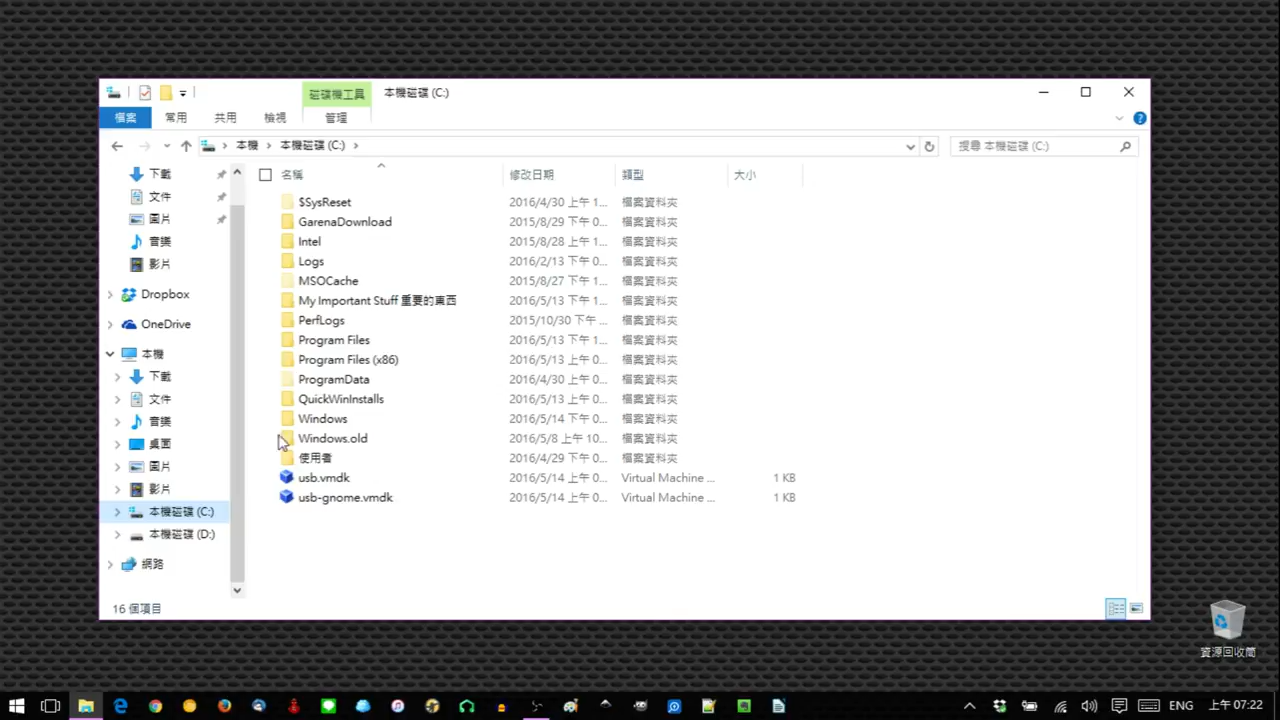 磁碟機工具 本機磁碟 (C:)
檔案 常用 共用 檢視 管理
本機 本機磁碟 (C:) 搜尋 本機磁碟 (C:)
下載
文件
圖片
音樂
影片
Dropbox
OneDrive
本機
下載
文件
音樂
桌面
圖片
影片
本機磁碟 (C:)
本機磁碟 (D:)
網路
名稱 修改日期 類型 大小
$SysReset 2016/4/30 上午 1... 檔案資料夾
GarenaDownload 2015/8/29 下午 0... 檔案資料夾
Intel 2015/8/28 上午 1... 檔案資料夾
Logs 2016/2/13 下午 0... 檔案資料夾
MSOCache 2015/8/27 下午 1... 檔案資料夾
My Important Stuff 重要的東西 2016/5/13 下午 1... 檔案資料夾
PerfLogs 2015/10/30 下午 ... 檔案資料夾
Program Files 2016/5/13 下午 1... 檔案資料夾
Program Files (x86) 2016/5/13 上午 0... 檔案資料夾
ProgramData 2016/4/30 上午 0... 檔案資料夾
QuickWinInstalls 2016/5/13 上午 0... 檔案資料夾
Windows 2016/5/14 下午 0... 檔案資料夾
Windows.old 2016/5/8 上午 10... 檔案資料夾
使用者 2016/4/29 下午 0... 檔案資料夾
usb.vmdk 2016/5/14 上午 0... Virtual Machine ... 1 KB
usb-gnome.vmdk 2016/5/14 上午 0... Virtual Machine ... 1 KB
16 個項目
資源回收筒
ENG 上午 07:22